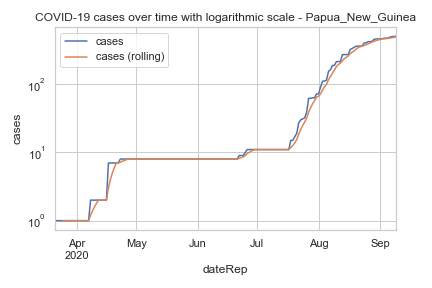 COVID-19 cases over time with logarithmic scale - Papua_New_Guinea
cases
cases (rolling)
10²
10¹
10⁰
cases
Apr
2020
May
Jun
Jul
Aug
Sep
dateRep